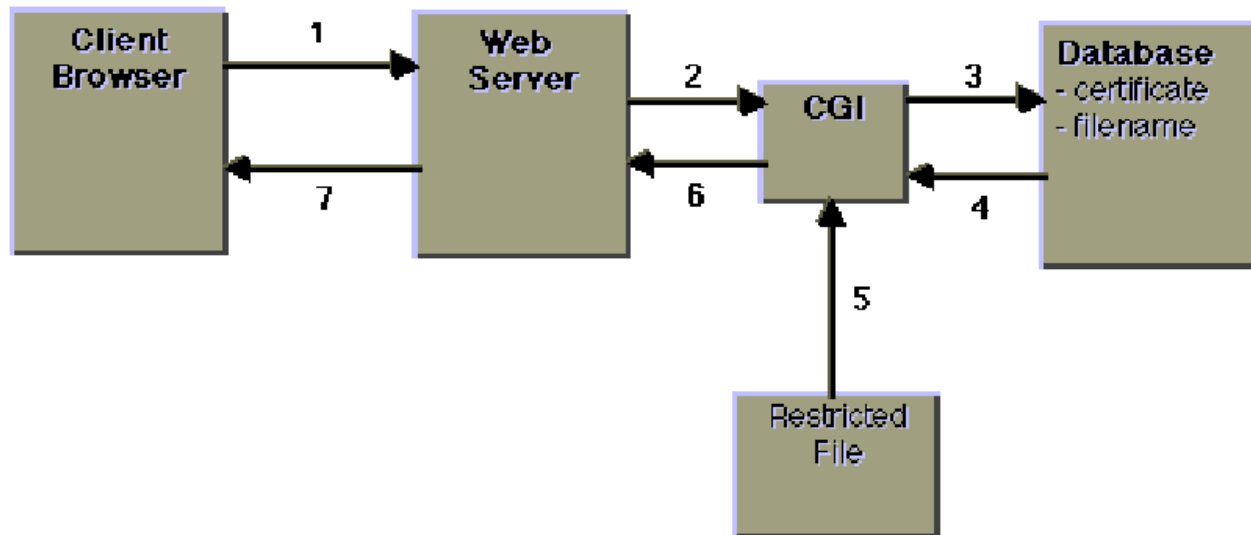 Client
Browser
1
Web
Server
2
CGI
3
Database
- certificate
- filename
7
6
4
5
Restricted
File